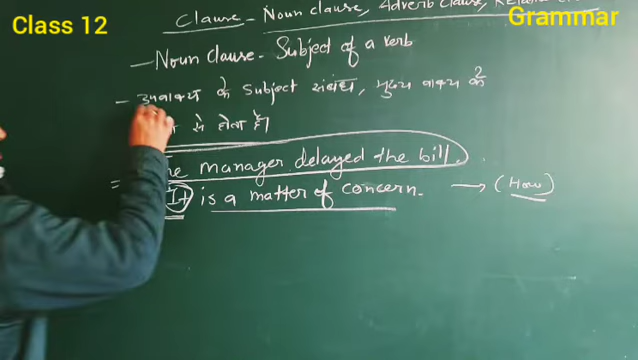 Class 12
Grammar
Clause - Noun clause, Adverb clause,
— Noun clause - Subject of a verb
- उपवाक्य के Subject संबंध, मुख्य वाक्य के
से होता है।
The manager delayed the bill.
= It is a matter of concern. → (How)